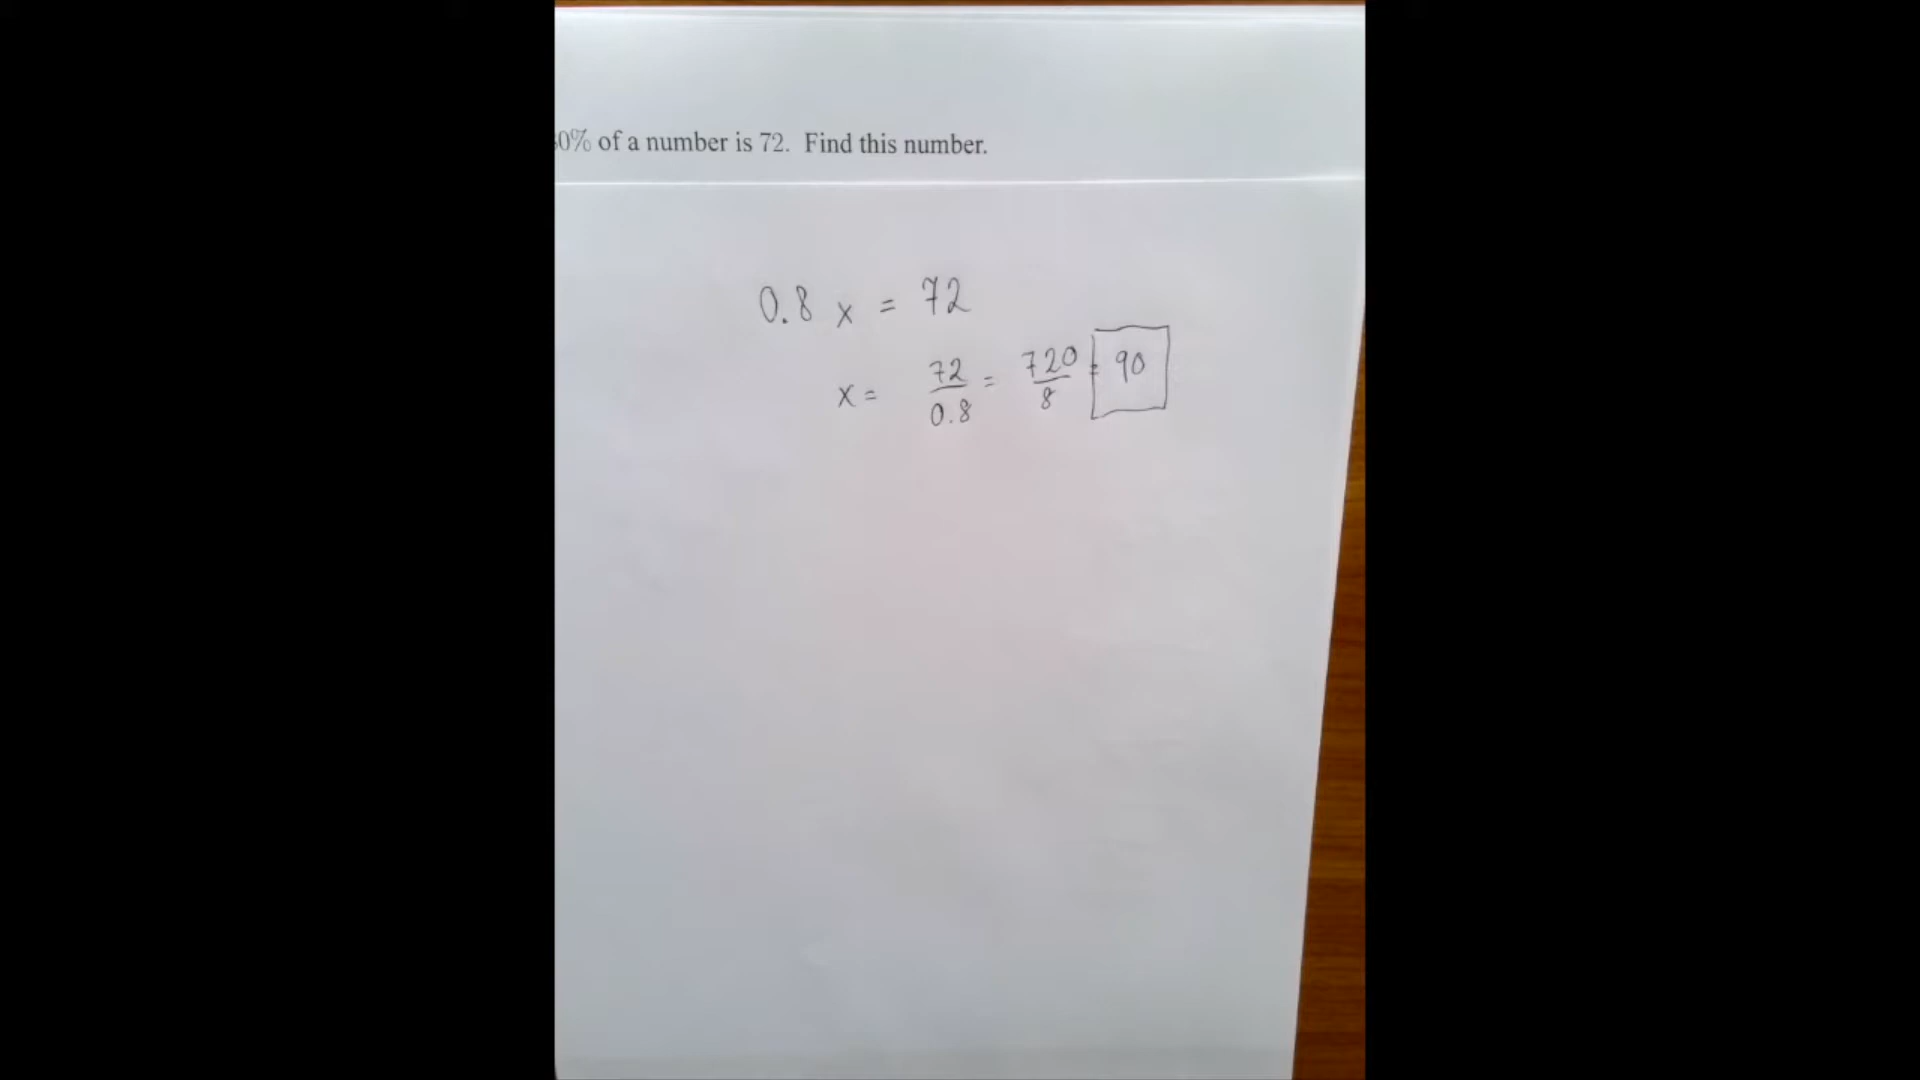 0% of a number is 72. Find this number.
0.8 x = 72
x = 72/0.8 = 720/8 = 90